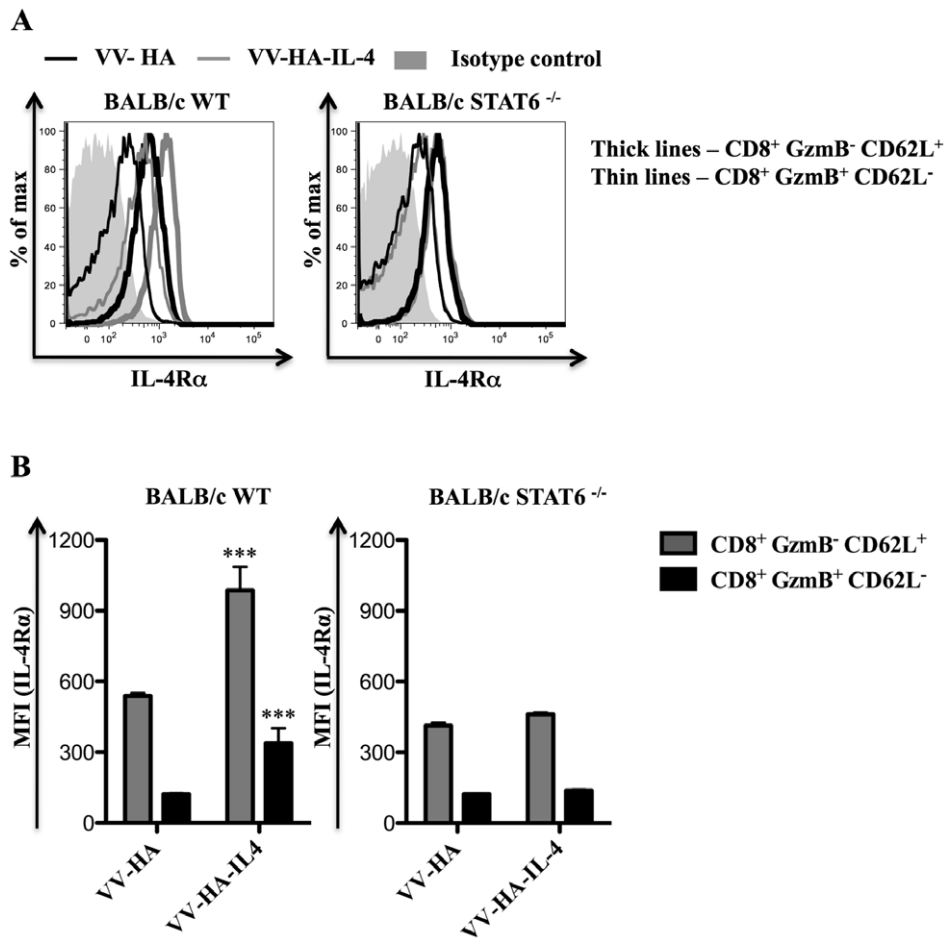 A
VV- HA
VV-HA-IL-4
Isotype control
BALB/c WT
BALB/c STAT6 -/-
Thick lines – CD8+ GzmB- CD62L+
Thin lines – CD8+ GzmB+ CD62L-
% of max
100
80
60
40
20
0
0
10²
10³
10⁴
10⁵
IL-4Rα
% of max
100
80
60
40
20
0
0
10²
10³
10⁴
10⁵
IL-4Rα
B
BALB/c WT
BALB/c STAT6 -/-
CD8+ GzmB- CD62L+
CD8+ GzmB+ CD62L-
MFI (IL-4Rα)
1200
900
600
300
0
***
***
VV-HA
VV-HA-IL4
MFI (IL-4Rα)
1200
900
600
300
0
VV-HA
VV-HA-IL-4